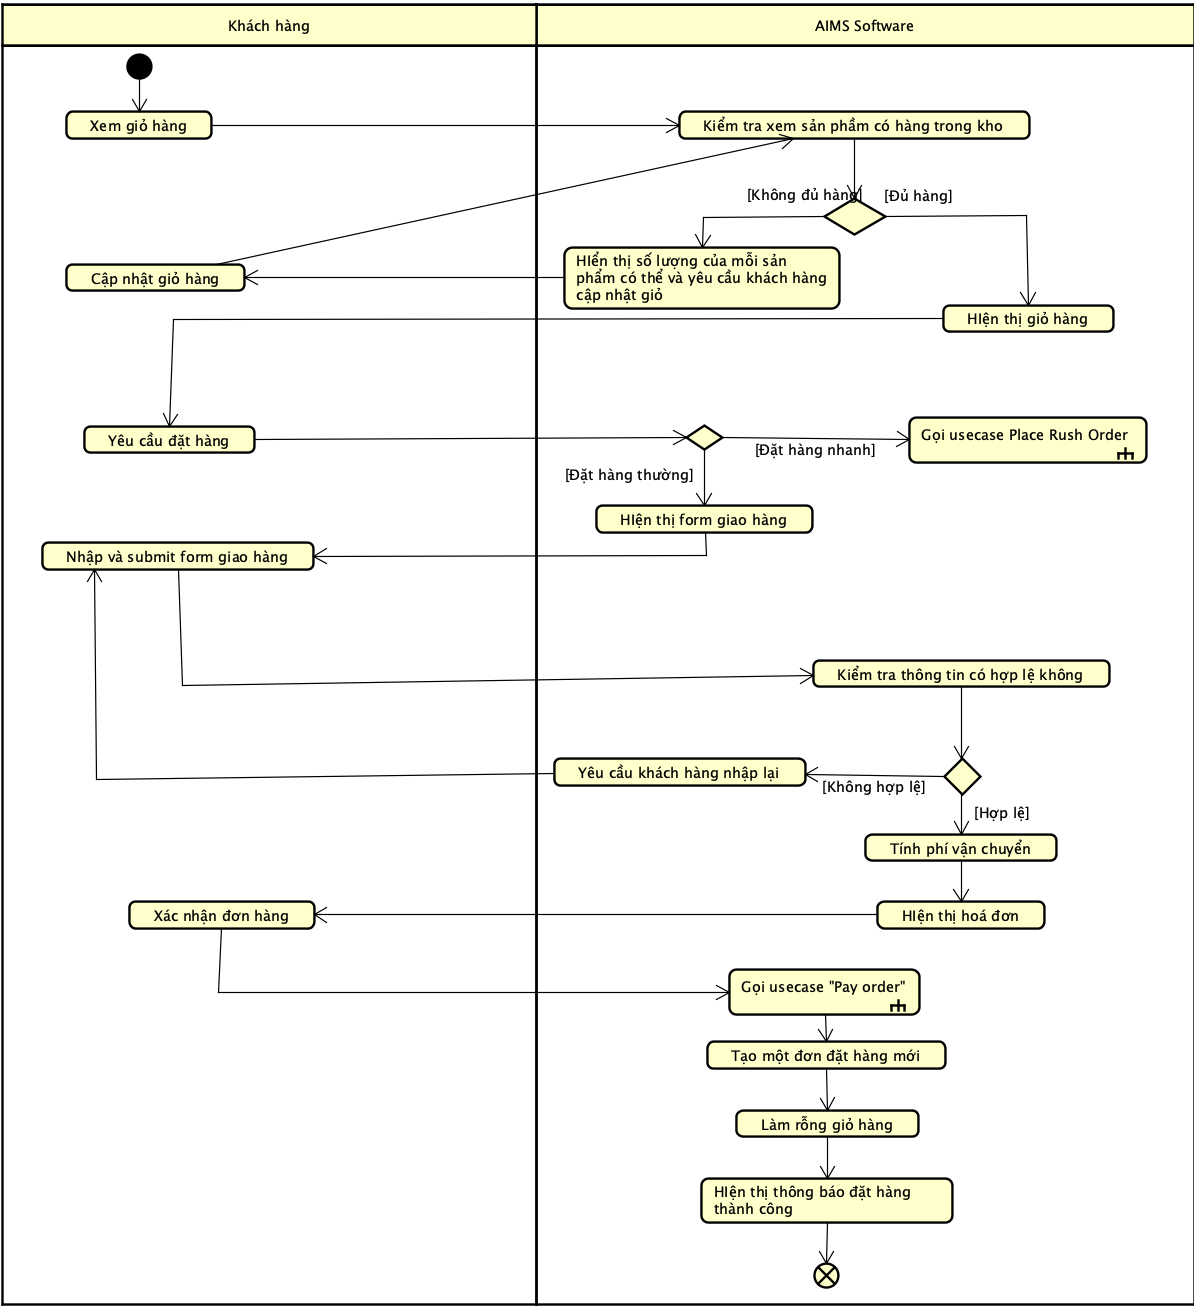 Khách hàng
AIMS Software
Xem giỏ hàng
Kiểm tra xem sản phầm có hàng trong kho
[Không đủ hàng]
[Đủ hàng]
HIển thị số lượng của mỗi sản
phẩm có thể và yêu cầu khách hàng
cập nhật giỏ
Cập nhật giỏ hàng
HIện thị giỏ hàng
Yêu cầu đặt hàng
Gọi usecase Place Rush Order
[Đặt hàng nhanh]
[Đặt hàng thường]
HIện thị form giao hàng
Nhập và submit form giao hàng
Kiểm tra thông tin có hợp lệ không
Yêu cầu khách hàng nhập lại
[Không hợp lệ]
[Hợp lệ]
Tính phí vận chuyển
Xác nhận đơn hàng
HIện thị hoá đơn
Gọi usecase "Pay order"
Tạo một đơn đặt hàng mới
Làm rỗng giỏ hàng
HIện thị thông báo đặt hàng
thành công